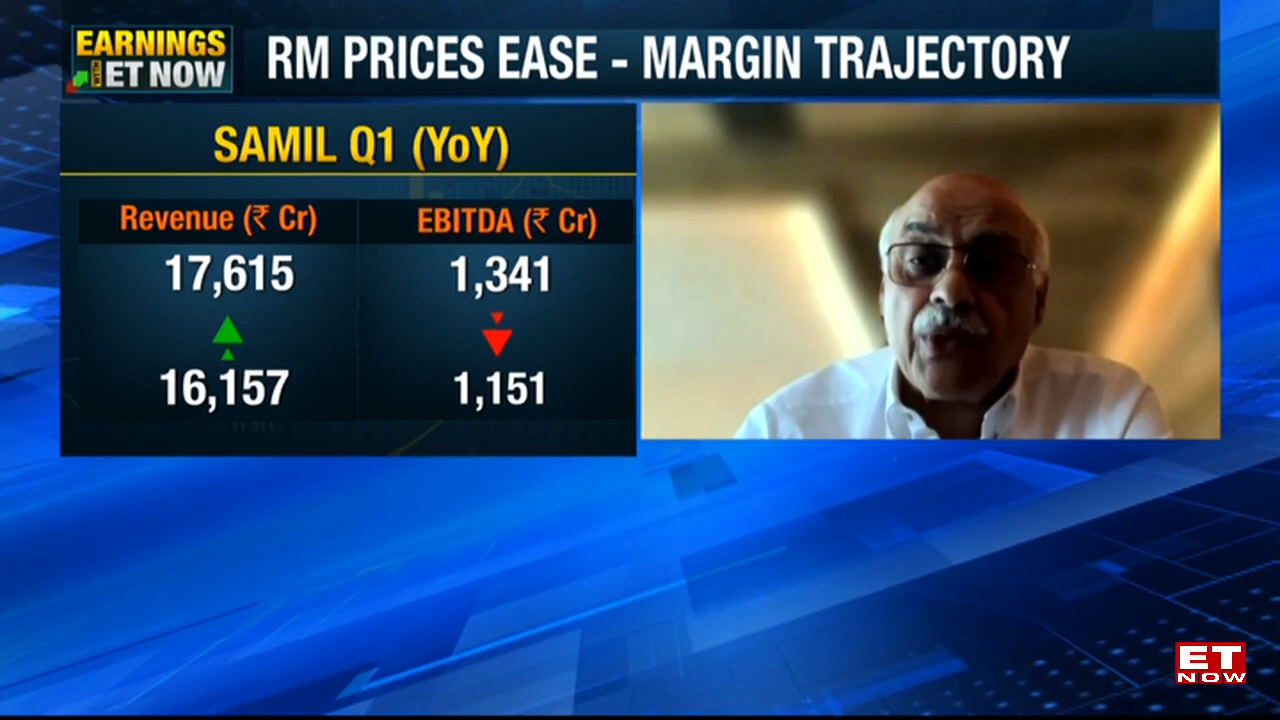 EARNINGS
WITH
ET NOW
RM PRICES EASE - MARGIN TRAJECTORY
SAMIL Q1 (YoY)
Revenue (₹ Cr)
EBITDA (₹ Cr)
17,615
1,341
16,157
1,151
ET
NOW